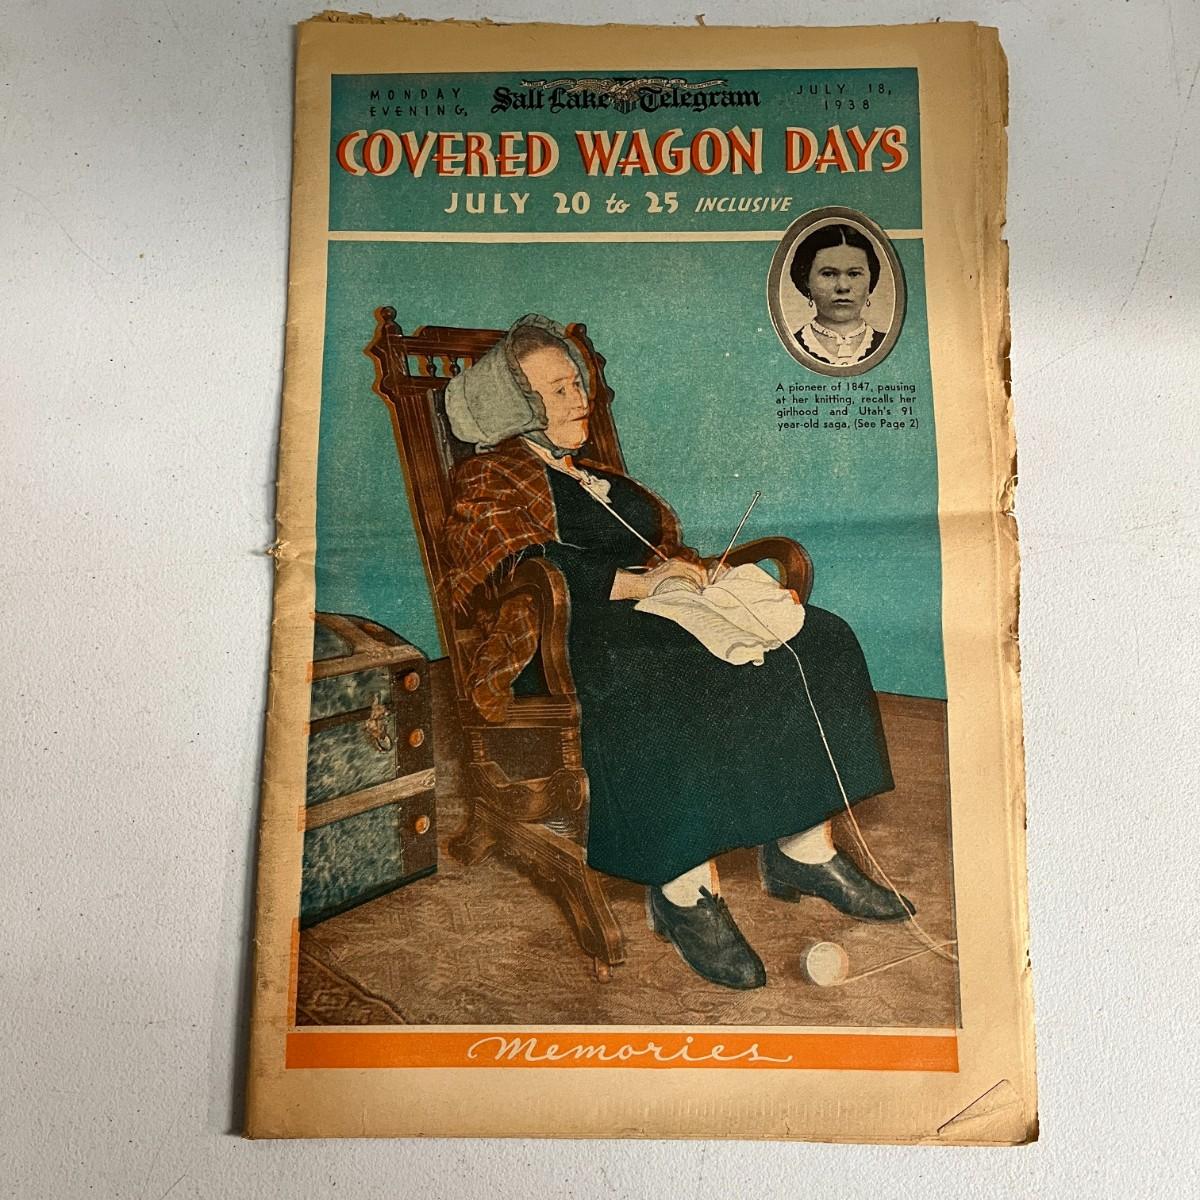 MONDAY
EVENING,
Salt Lake Telegram
JULY 18,
1938
COVERED WAGON DAYS
JULY 20 to 25 INCLUSIVE
A pioneer of 1847, pausing
at her knitting, recalls her
girlhood and Utah's 91-
year-old saga. (See Page 2)
Memories